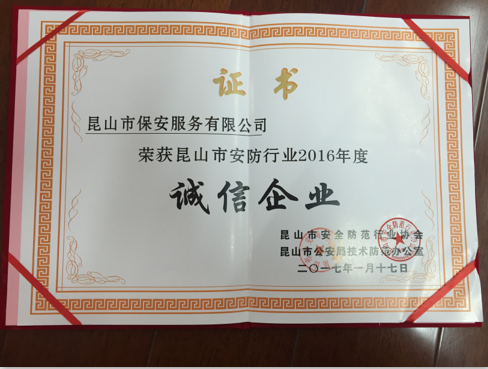 证书
昆山市保安服务有限公司
荣获昆山市安防行业2016年度
诚信企业
昆山市安全防范行业协会
昆山市公安局技术防范办公室
二〇一七年一月十七日